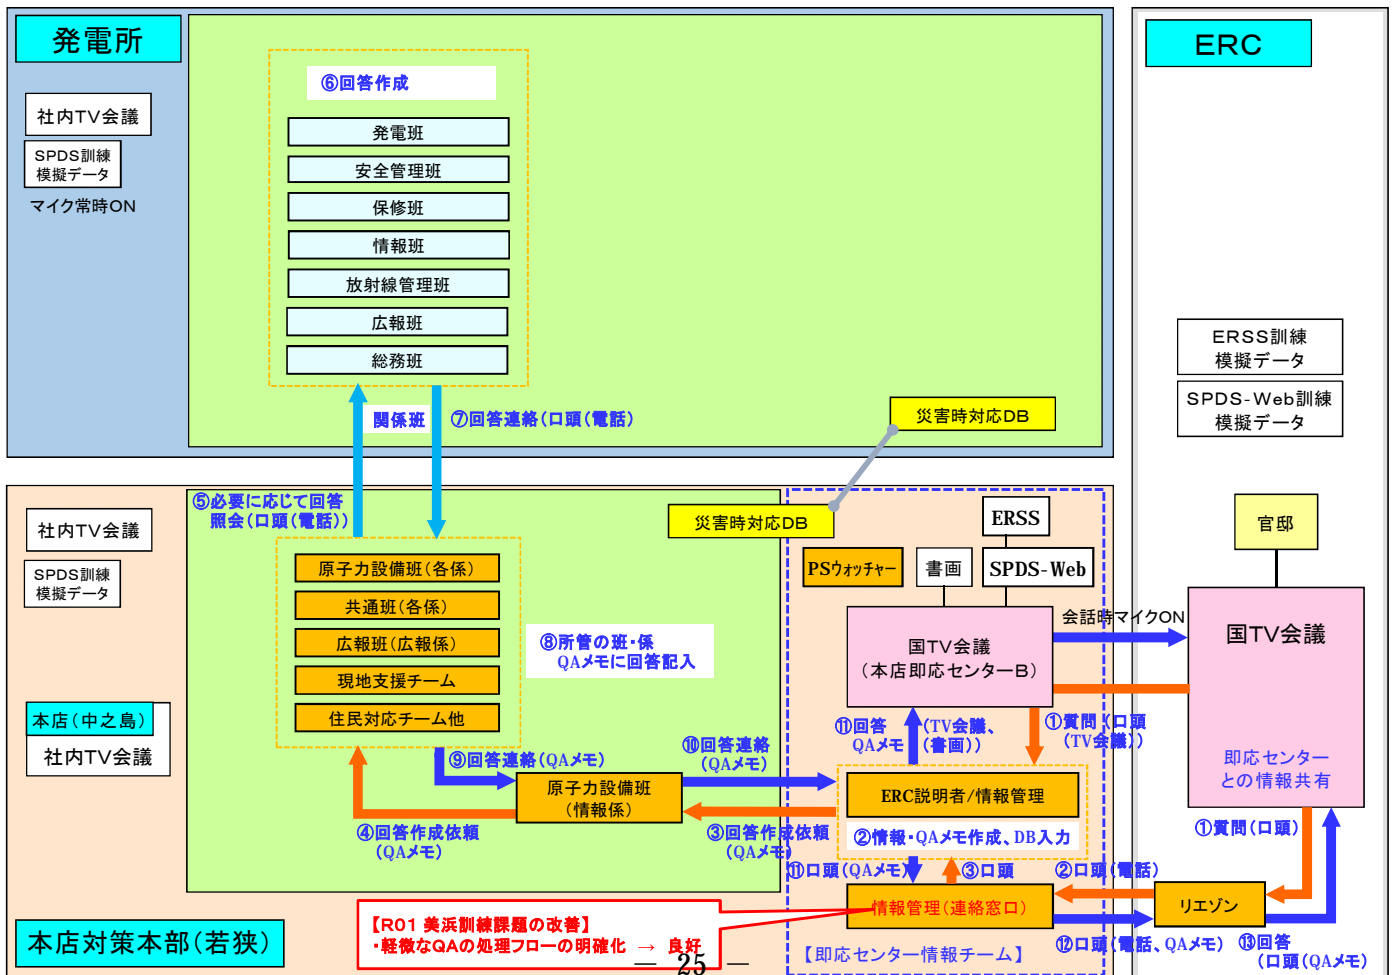 発電所
社内TV会議
SPDS訓練
模擬データ
マイク常時ON
⑥回答作成
発電班
安全管理班
保修班
情報班
放射線管理班
広報班
総務班
関係班
⑦回答連絡(口頭(電話)
災害時対応DB
ERC
ERSS訓練
模擬データ
SPDS-Web訓練
模擬データ
官邸
国TV会議
即応センター
との情報共有
社内TV会議
SPDS訓練
模擬データ
本店(中之島)
社内TV会議
本店対策本部(若狭)
⑤必要に応じて回答
照会(口頭(電話))
原子力設備班(各係)
共通班(各係)
広報班(広報係)
現地支援チーム
住民対応チーム他
⑧所管の班・係
QAメモに回答記入
⑨回答連絡(QAメモ)
④回答作成依頼
(QAメモ)
原子力設備班
(情報係)
⑩回答連絡
(QAメモ)
③回答作成依頼
(QAメモ)
災害時対応DB
ERSS
PSウォッチャー
書画
SPDS-Web
国TV会議
(本店即応センターB)
会話時マイクON
⑪回答
QAメモ
(TV会議、
(書画))
①質問(口頭
(TV会議))
ERC説明者/情報管理
②情報・QAメモ作成、DB入力
⑪口頭(QAメモ)
③口頭
情報管理(連絡窓口)
【即応センター情報チーム】
②口頭(電話)
⑫口頭(電話、QAメモ)
リエゾン
①質問(口頭)
⑬回答
(口頭(QAメモ)
【R01 美浜訓練課題の改善】
・軽微なQAの処理フローの明確化 → 良好
— 25 —